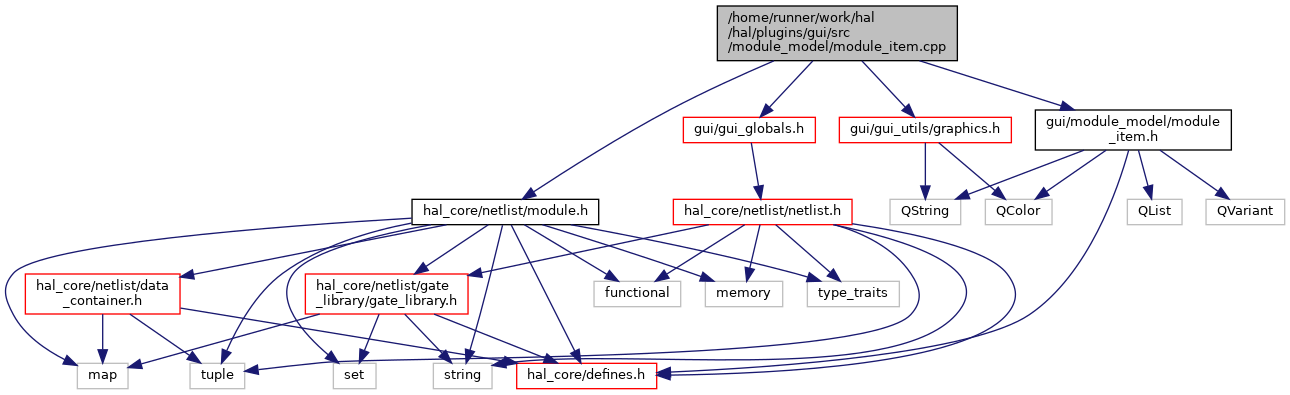 /home/runner/work/hal
/hal/plugins/gui/src
/module_model/module_item.cpp
gui/gui_globals.h
gui/gui_utils/graphics.h
gui/module_model/module
_item.h
hal_core/netlist/module.h
hal_core/netlist/netlist.h
QString
QColor
QList
QVariant
hal_core/netlist/data
_container.h
hal_core/netlist/gate
_library/gate_library.h
functional
memory
type_traits
map
tuple
set
string
hal_core/defines.h